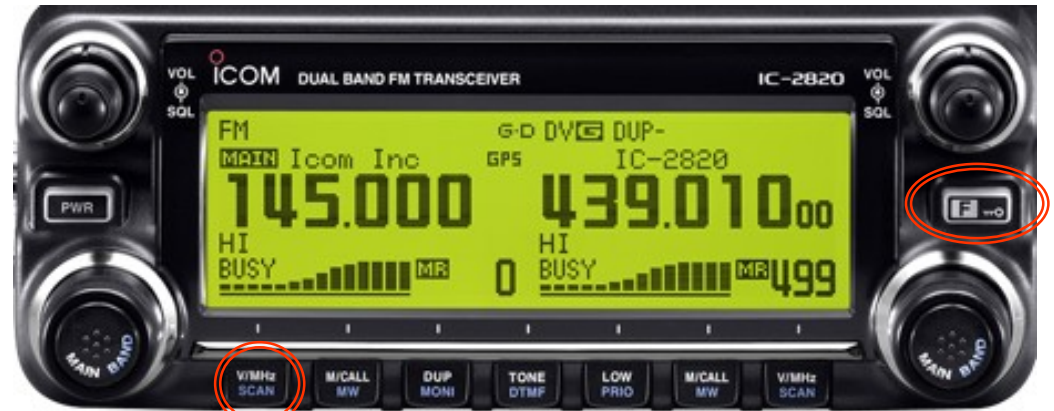 VOL
SQL
ICOM DUAL BAND FM TRANSCEIVER IC-2820
VOL
SQL
FM G-D DV G DUP-
MAIN Icom Inc GPS IC-2820
145.000 439.01000
HI HI
BUSY MR 0 BUSY MR 499
PWR
F
MAIN BAND
MAIN BAND
V/MHz M/CALL DUP TONE LOW M/CALL V/MHz
SCAN MW MONI DTMF PRIO MW SCAN